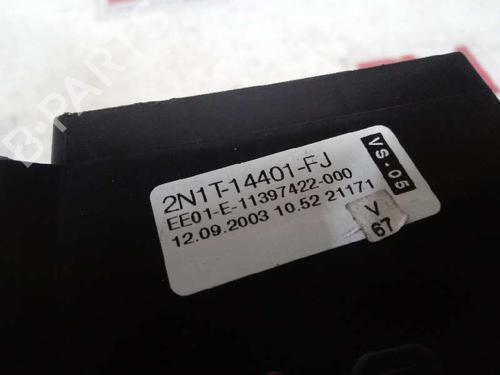 2N1T-14401-FJ
EE01-E-11397422-000
12.09.2003 10.52 21171
VS.05
V
67
B-PARTS